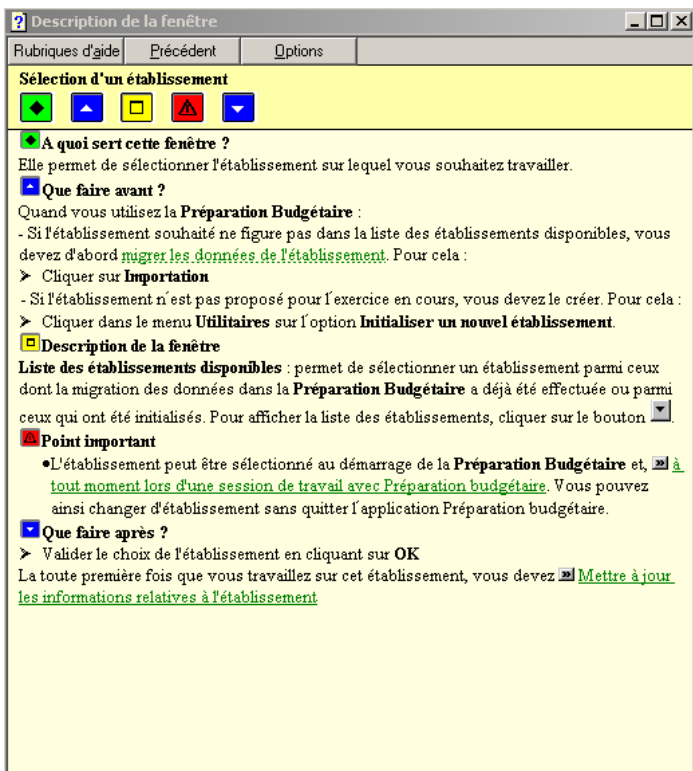 Description de la fenêtre
Rubriques d'aide Précédent Options
Sélection d'un établissement
A quoi sert cette fenêtre ?
Elle permet de sélectionner l'établissement sur lequel vous souhaitez travailler.
Que faire avant ?
Quand vous utilisez la Préparation Budgétaire :
- Si l'établissement souhaité ne figure pas dans la liste des établissements disponibles, vous
devez d'abord migrer les données de l'établissement. Pour cela :
➢ Cliquer sur Importation
- Si l'établissement n´est pas proposé pour l´exercice en cours, vous devez le créer. Pour cela :
➢ Cliquer dans le menu Utilitaires sur l´option Initialiser un nouvel établissement.
Description de la fenêtre
Liste des établissements disponibles : permet de sélectionner un établissement parmi ceux
dont la migration des données dans la Préparation Budgétaire a déjà été effectuée ou parmi
ceux qui ont été initialisés. Pour afficher la liste des établissements, cliquer sur le bouton .
Point important
•L'établissement peut être sélectionné au démarrage de la Préparation Budgétaire et, à
tout moment lors d'une session de travail avec Préparation budgétaire. Vous pouvez
ainsi changer d'établissement sans quitter l´application Préparation budgétaire.
Que faire après ?
➢ Valider le choix de l'établissement en cliquant sur OK
La toute première fois que vous travaillez sur cet établissement, vous devez Mettre à jour
les informations relatives à l'établissement